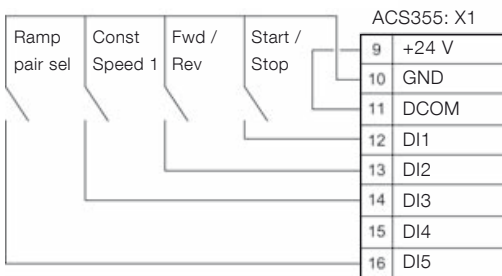 ACS355: X1
Ramp pair sel
Const Speed 1
Fwd / Rev
Start / Stop
9 +24 V
10 GND
11 DCOM
12 DI1
13 DI2
14 DI3
15 DI4
16 DI5